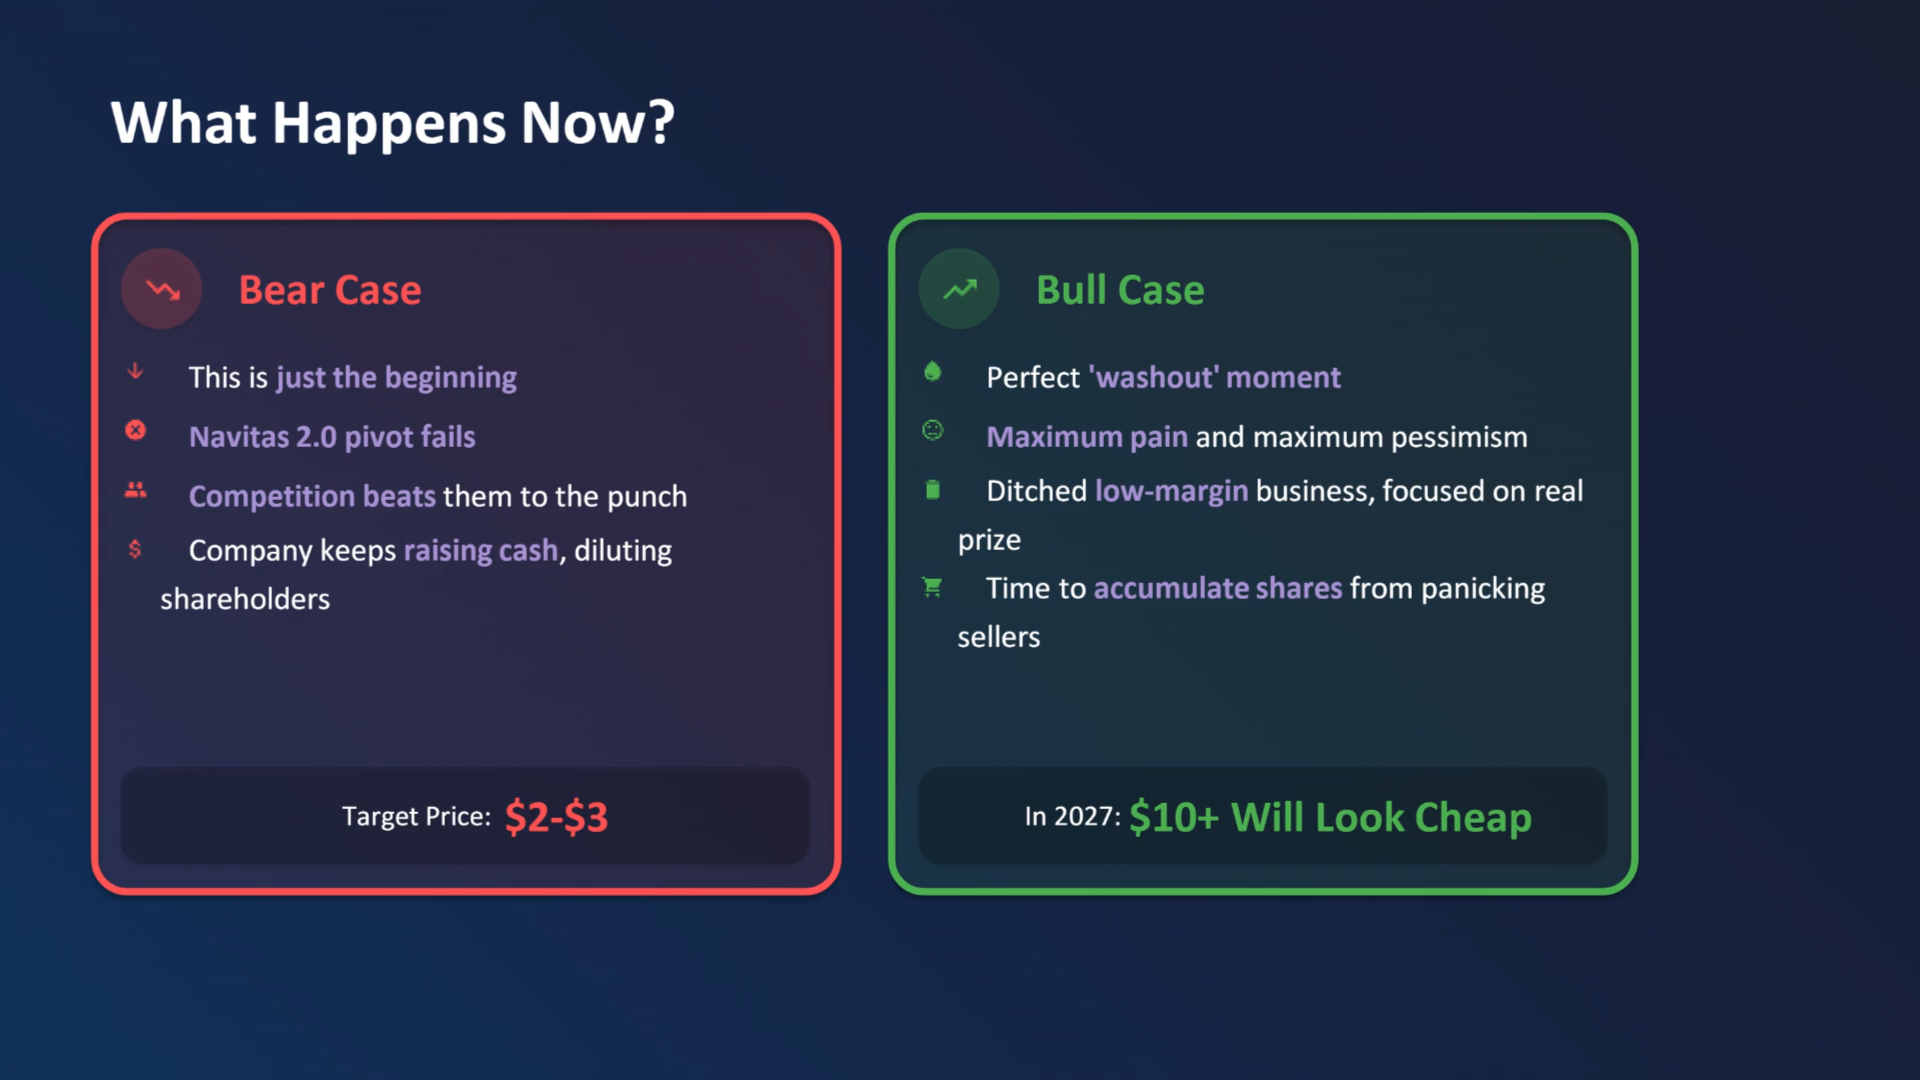 What Happens Now?
Bear Case
This is just the beginning
Navitas 2.0 pivot fails
Competition beats them to the punch
Company keeps raising cash, diluting
shareholders
Target Price: $2-$3
Bull Case
Perfect 'washout' moment
Maximum pain and maximum pessimism
Ditched low-margin business, focused on real
prize
Time to accumulate shares from panicking
sellers
In 2027: $10+ Will Look Cheap